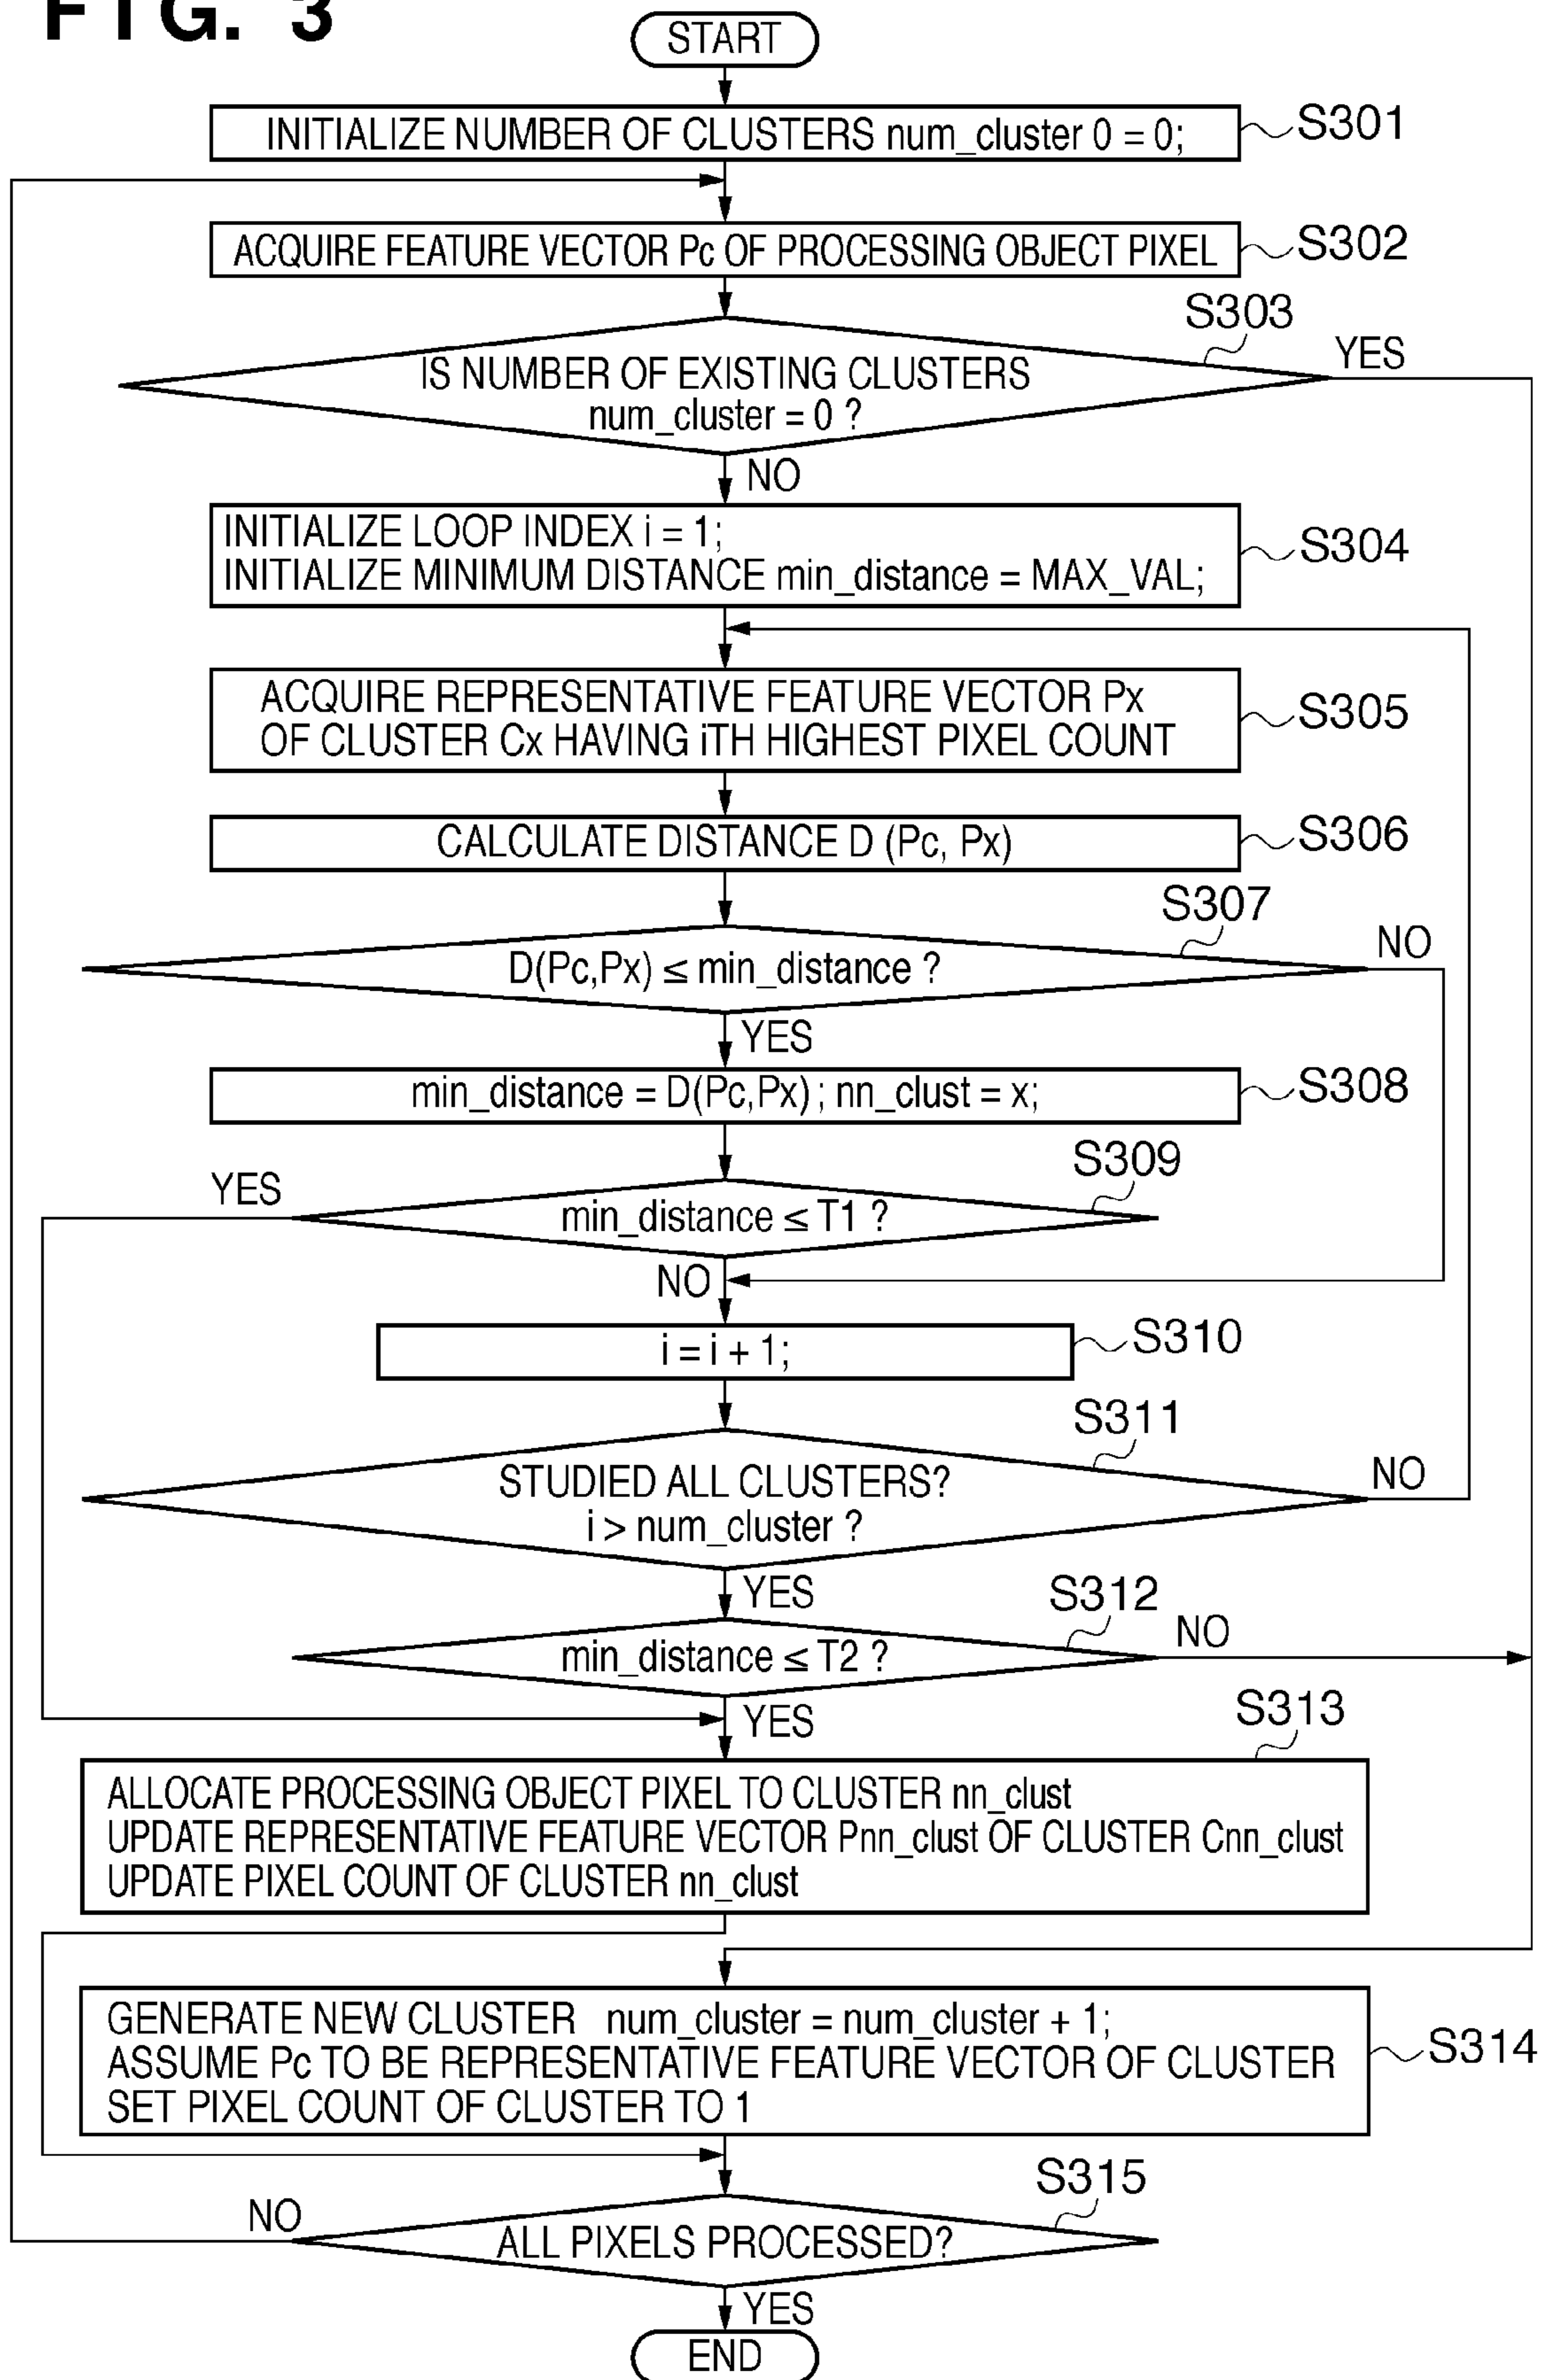 FIG. 3
START
INITIALIZE NUMBER OF CLUSTERS num_cluster 0 = 0;
S301
ACQUIRE FEATURE VECTOR Pc OF PROCESSING OBJECT PIXEL
S302
S303
YES
IS NUMBER OF EXISTING CLUSTERS
num_cluster = 0 ?
NO
INITIALIZE LOOP INDEX i = 1;
INITIALIZE MINIMUM DISTANCE min_distance = MAX_VAL;
S304
ACQUIRE REPRESENTATIVE FEATURE VECTOR Px
OF CLUSTER Cx HAVING iTH HIGHEST PIXEL COUNT
S305
CALCULATE DISTANCE D (Pc, Px)
S306
S307
NO
D(Pc,Px) ≤ min_distance ?
YES
min_distance = D(Pc,Px) ; nn_clust = x;
S308
S309
YES
min_distance ≤ T1 ?
NO
i = i + 1;
S310
S311
NO
STUDIED ALL CLUSTERS?
i > num_cluster ?
YES
S312
NO
min_distance ≤ T2 ?
YES
S313
ALLOCATE PROCESSING OBJECT PIXEL TO CLUSTER nn_clust
UPDATE REPRESENTATIVE FEATURE VECTOR Pnn_clust OF CLUSTER Cnn_clust
UPDATE PIXEL COUNT OF CLUSTER nn_clust
GENERATE NEW CLUSTER num_cluster = num_cluster + 1;
ASSUME Pc TO BE REPRESENTATIVE FEATURE VECTOR OF CLUSTER
SET PIXEL COUNT OF CLUSTER TO 1
S314
S315
NO
ALL PIXELS PROCESSED?
YES
END